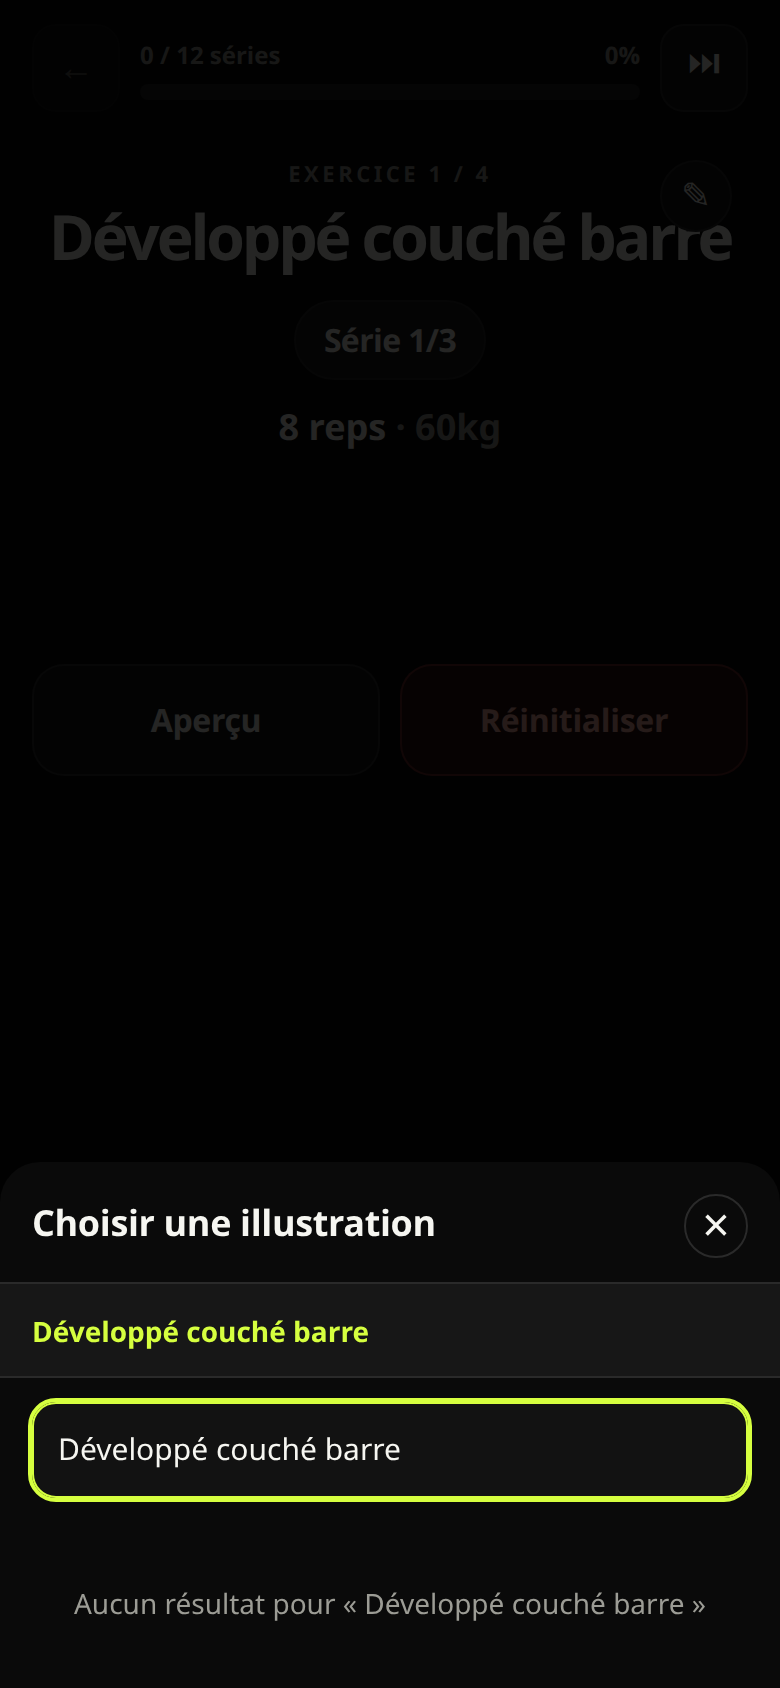 ←
0 / 12 séries
0%
⏭
EXERCICE 1 / 4
✎
Développé couché barre
Série 1/3
8 reps · 60kg
Aperçu
Réinitialiser
Choisir une illustration
✕
Développé couché barre
Développé couché barre
Aucun résultat pour « Développé couché barre »